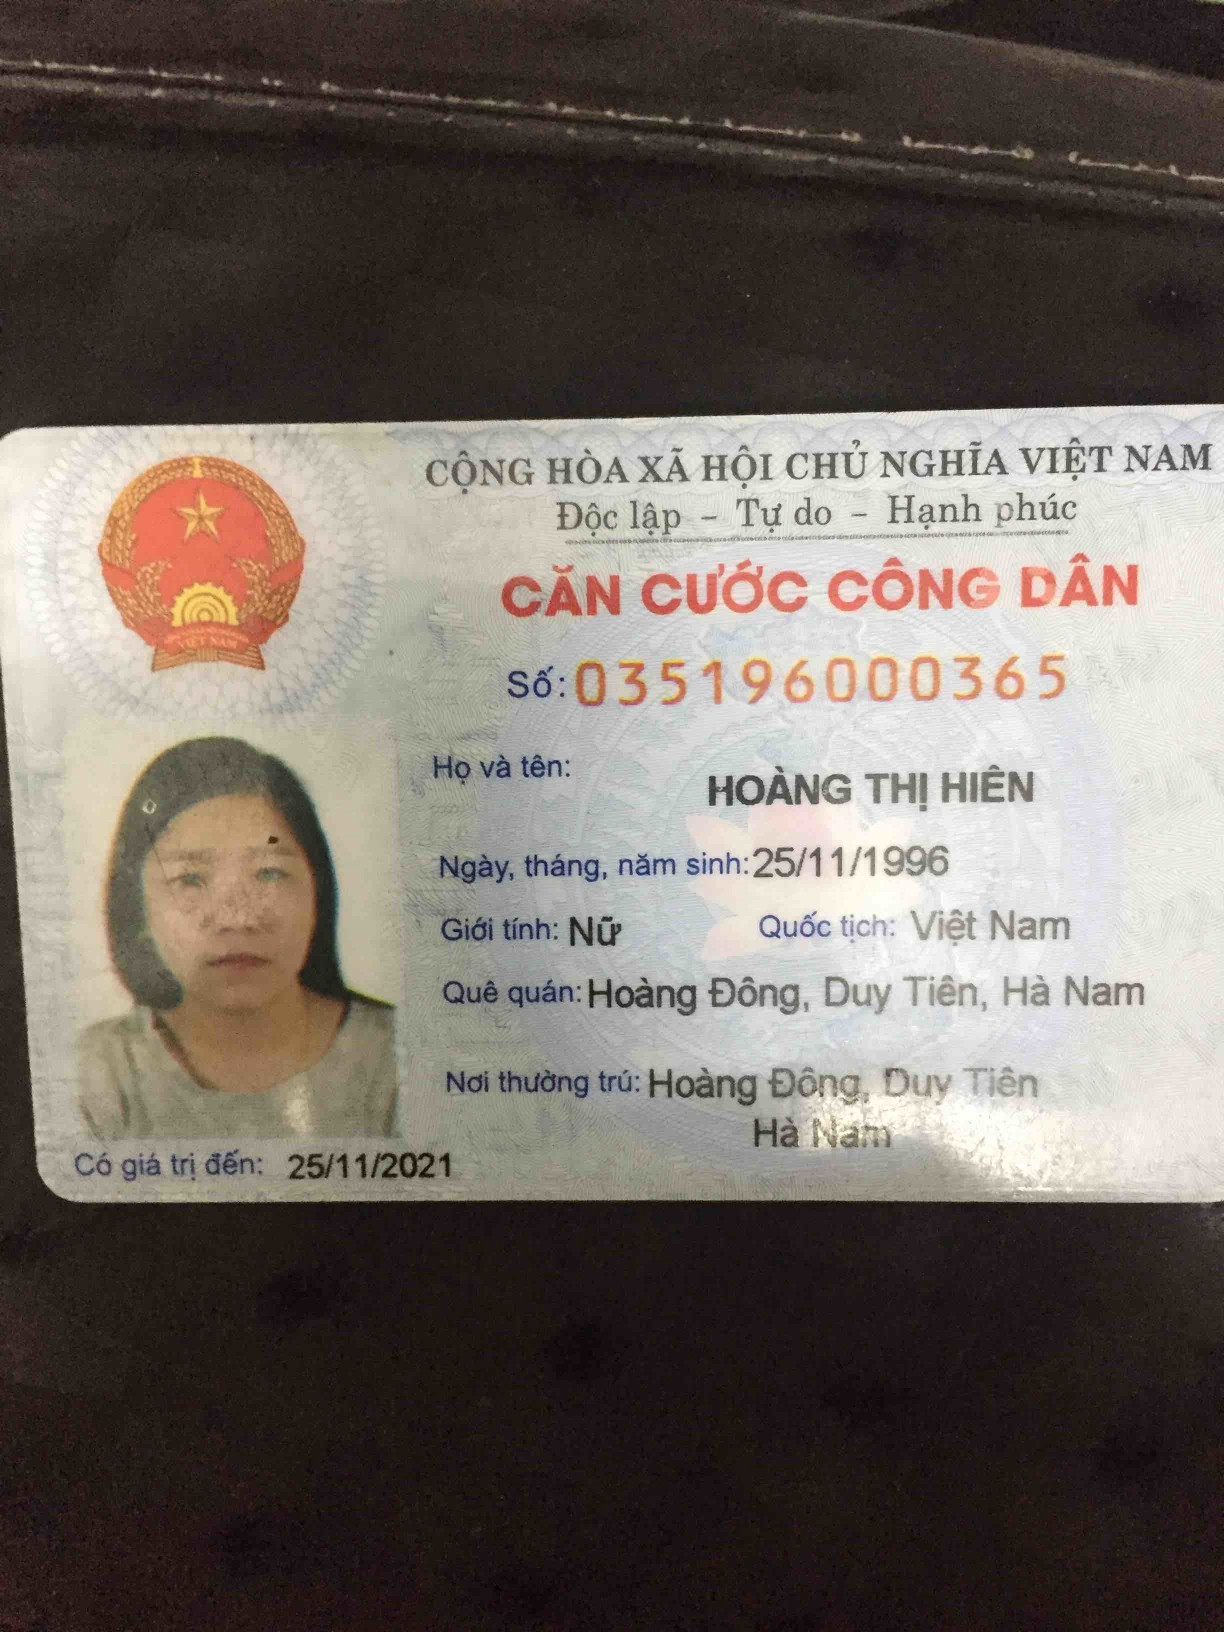 CỘNG HÒA XÃ HỘI CHỦ NGHĨA VIỆT NAM
Độc lập - Tự do - Hạnh phúc
CĂN CƯỚC CÔNG DÂN
Số: 035196000365
Họ và tên:
HOÀNG THỊ HIÊN
Ngày, tháng, năm sinh: 25/11/1996
Giới tính: Nữ Quốc tịch: Việt Nam
Quê quán: Hoàng Đông, Duy Tiên, Hà Nam
Nơi thường trú: Hoàng Đông, Duy Tiên
Hà Nam
Có giá trị đến: 25/11/2021
VIỆT NAM